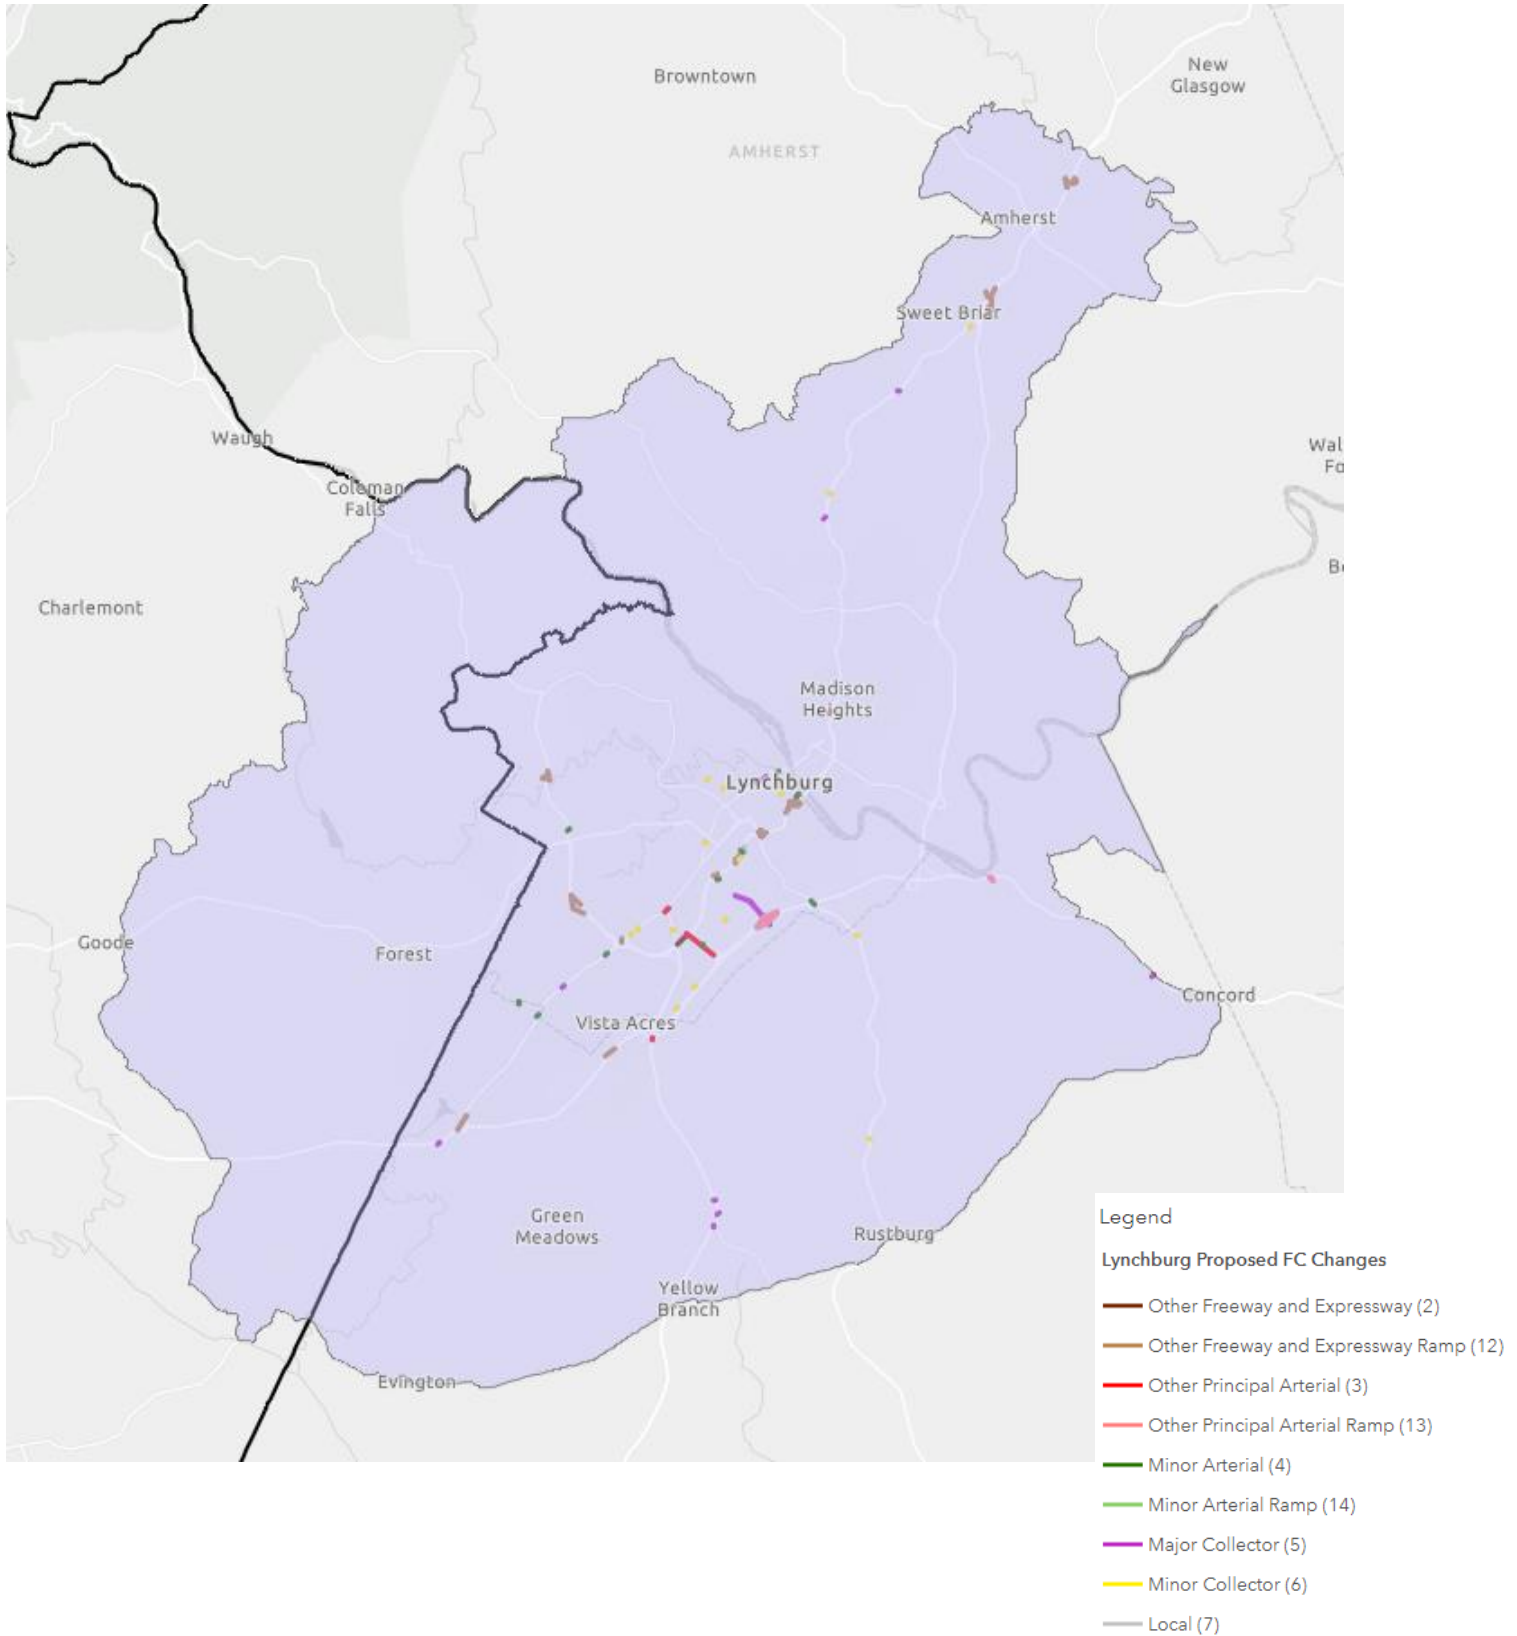 Browntown
New
Glasgow
AMHERST
Amherst
Sweet Briar
Waugh
Wal
Fo
Coleman
Falls
Charlemont
Madison
Heights
Lynchburg
Goode
Forest
Concord
Vista Acres
Green
Meadows
Rustburg
Yellow
Branch
Evington
Legend
Lynchburg Proposed FC Changes
Other Freeway and Expressway (2)
Other Freeway and Expressway Ramp (12)
Other Principal Arterial (3)
Other Principal Arterial Ramp (13)
Minor Arterial (4)
Minor Arterial Ramp (14)
Major Collector (5)
Minor Collector (6)
Local (7)